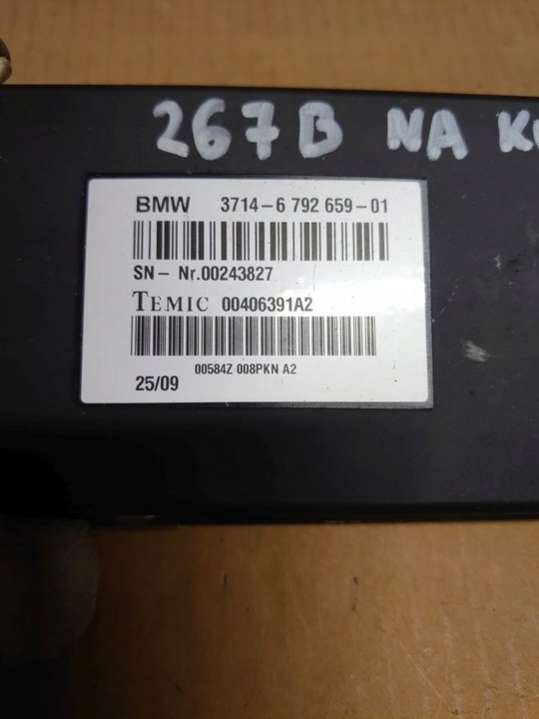 267B NA
BMW 3714-6 792 659-01
SN- Nr.00243827
TEMIC 00406391A2
00584Z 008PKN A2
25/09